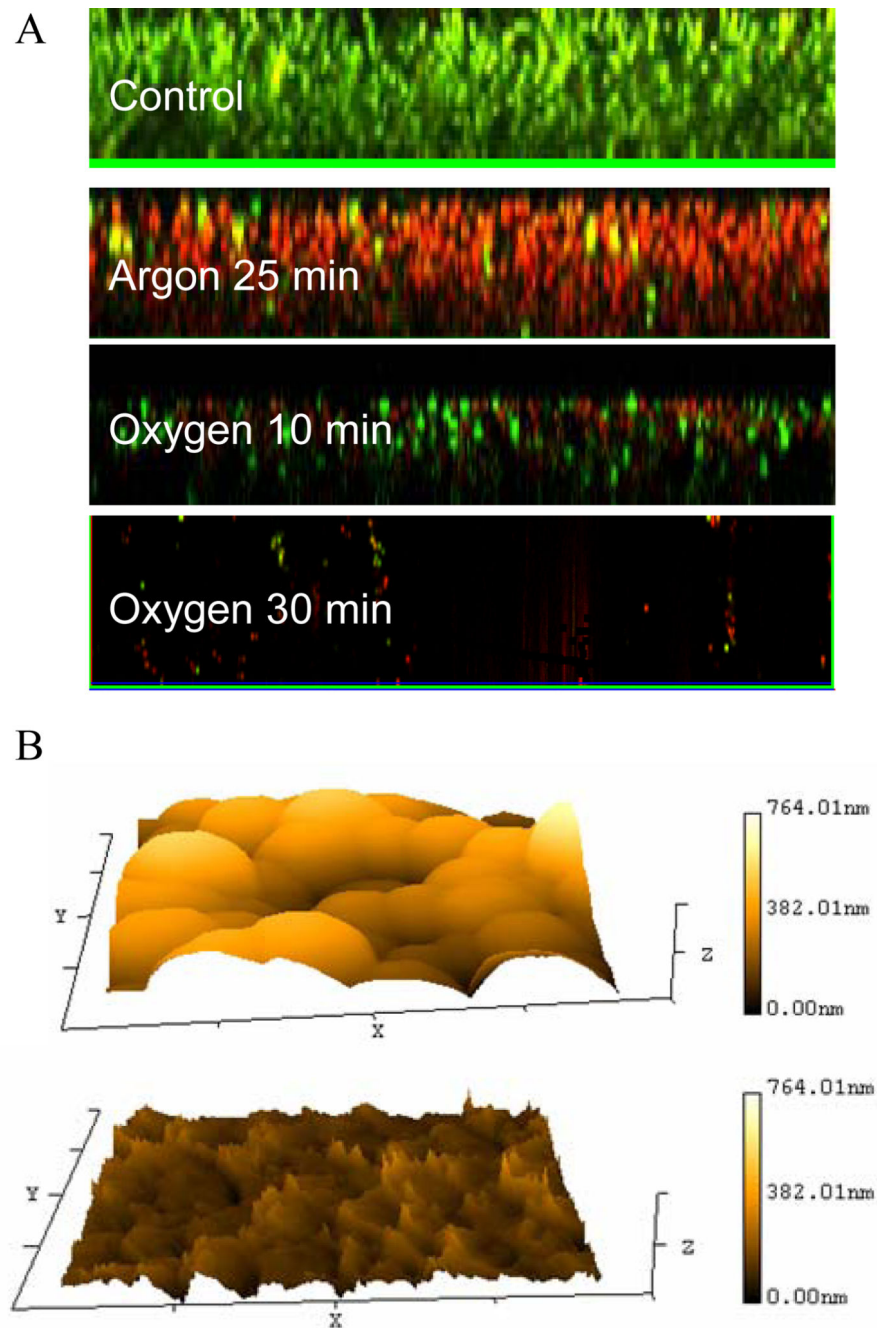 A
Control
Argon 25 min
Oxygen 10 min
Oxygen 30 min
B
764.01nm
382.01nm
0.00nm
Y
Z
X
764.01nm
382.01nm
0.00nm
Y
Z
X